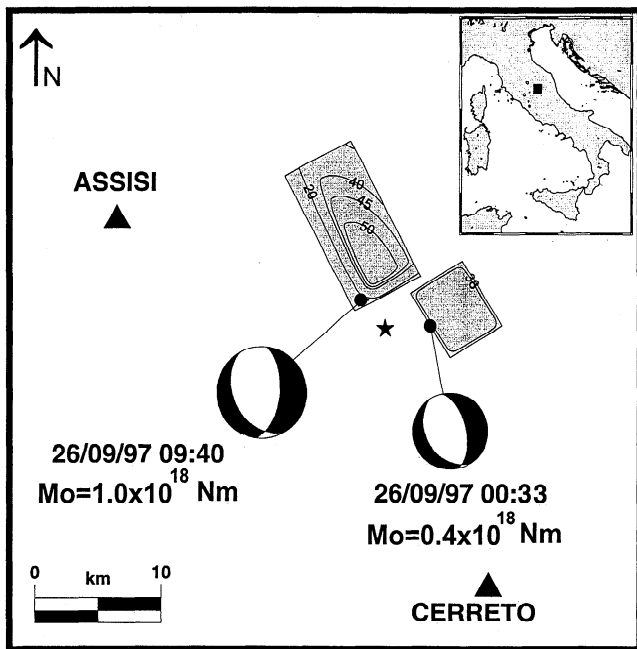 N
ASSISI
20
40
45
50
38
26/09/97 09:40
Mo=1.0x10^18 Nm
26/09/97 00:33
Mo=0.4x10^18 Nm
0 km 10
CERRETO